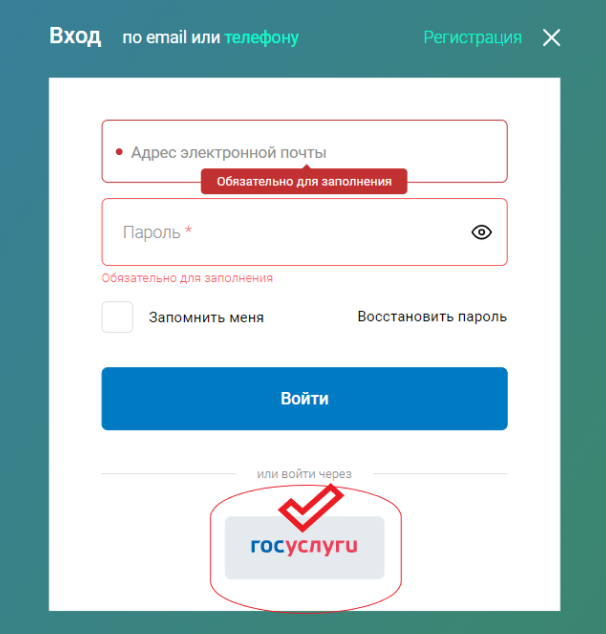 Вход по email или телефону Регистрация
Адрес электронной почты
Обязательно для заполнения
Пароль *
Обязательно для заполнения
Запомнить меня Восстановить пароль
Войти
или войти через
госуслуги